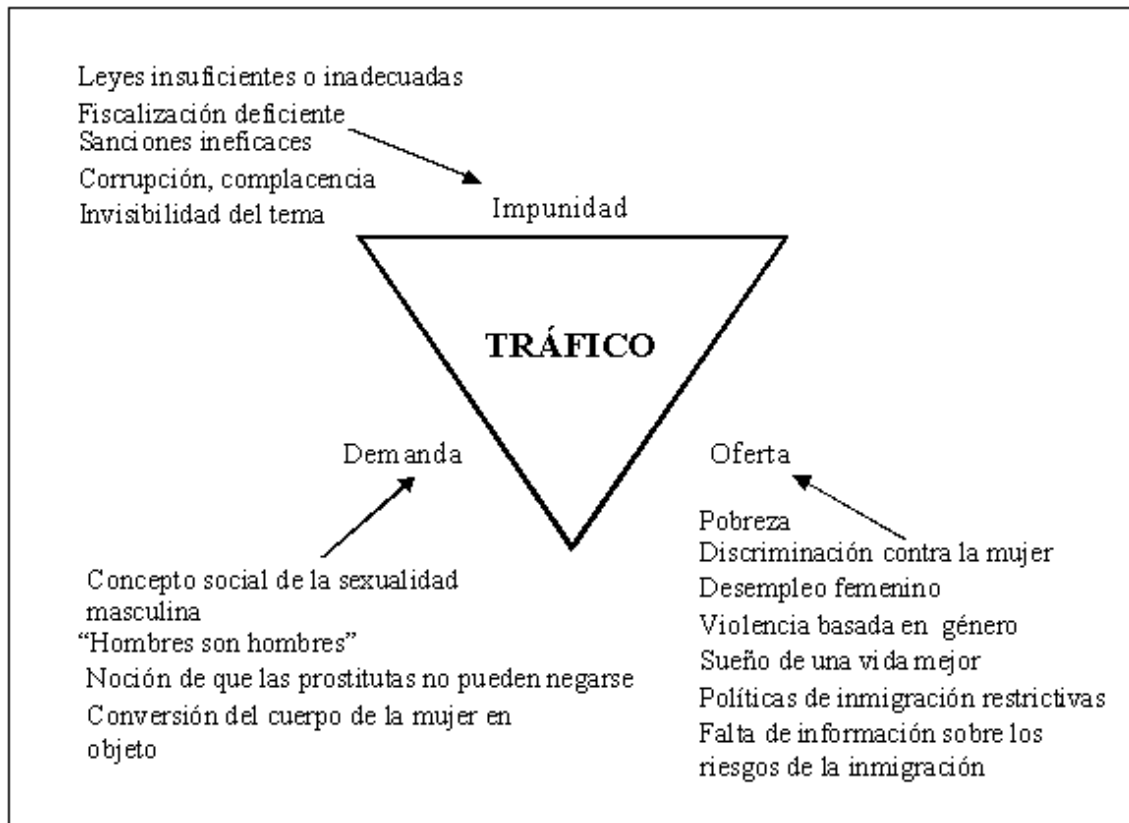 Leyes insuficientes o inadecuadas
Fiscalización deficiente
Sanciones ineficaces
Corrupción, complacencia
Invisibilidad del tema
Impunidad
TRÁFICO
Demanda
Oferta
Concepto social de la sexualidad
masculina
“Hombres son hombres”
Noción de que las prostitutas no pueden negarse
Conversión del cuerpo de la mujer en
objeto
Pobreza
Discriminación contra la mujer
Desempleo femenino
Violencia basada en género
Sueño de una vida mejor
Políticas de inmigración restrictivas
Falta de información sobre los
riesgos de la inmigración